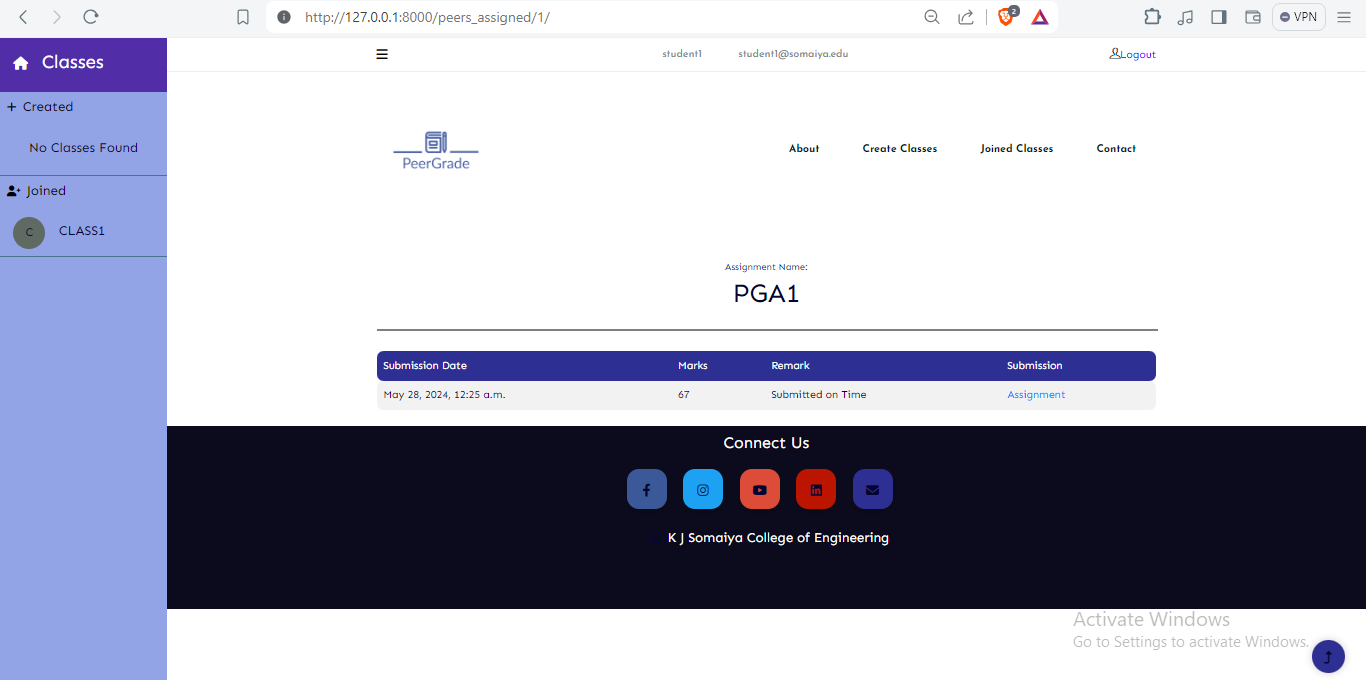 http://127.0.0.1:8000/peers_assigned/1/
2
VPN
Classes
student1 student1@somaiya.edu Logout
Created
No Classes Found
Joined
C CLASS1
PeerGrade
About Create Classes Joined Classes Contact
Assignment Name:
PGA1
Submission Date Marks Remark Submission
May 28, 2024, 12:25 a.m. 67 Submitted on Time Assignment
Connect Us
K J Somaiya College of Engineering
Activate Windows
Go to Settings to activate Windows.